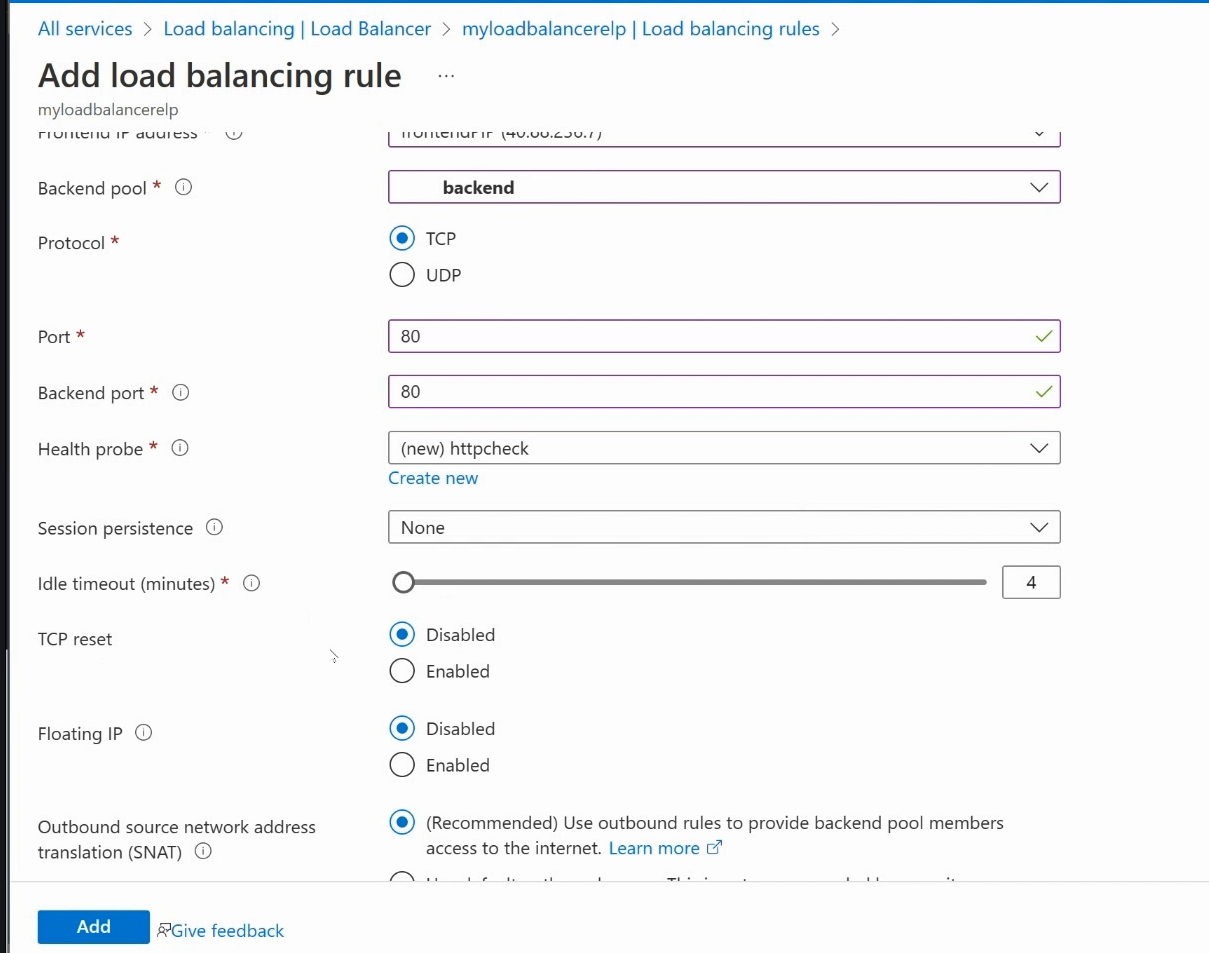 All services > Load balancing | Load Balancer > myloadbalancerelp | Load balancing rules >
Add load balancing rule ...
myloadbalancerelp
Frontend IP address
Backend pool * backend
Protocol * TCP
UDP
Port * 80
Backend port * 80
Health probe * (new) httpcheck
Create new
Session persistence None
Idle timeout (minutes) * 4
TCP reset Disabled
Enabled
Floating IP Disabled
Enabled
Outbound source network address
translation (SNAT)
(Recommended) Use outbound rules to provide backend pool members
access to the internet. Learn more
Add Give feedback